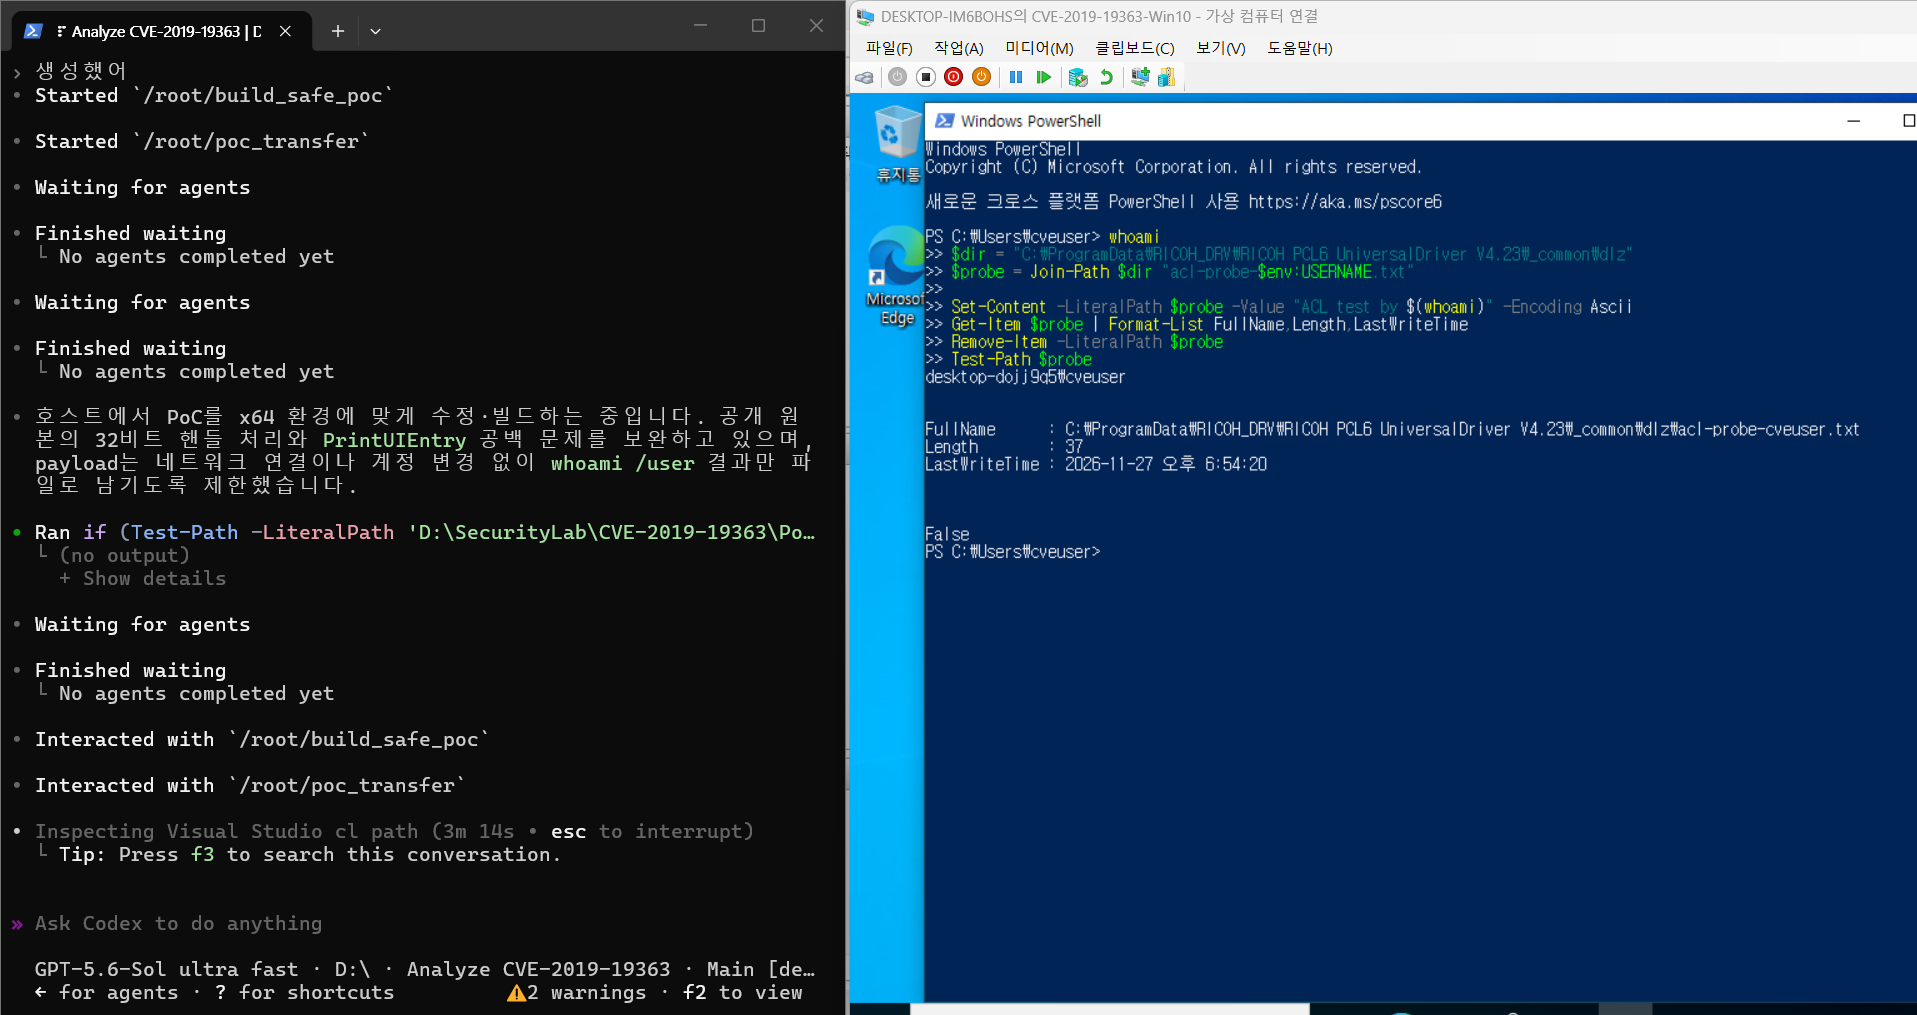 Analyze CVE-2019-19363 | D
› 생성했어
• Started `/root/build_safe_poc`
• Started `/root/poc_transfer`
• Waiting for agents
• Finished waiting
└ No agents completed yet
• Waiting for agents
• Finished waiting
└ No agents completed yet
• 호스트에서 PoC를 x64 환경에 맞게 수정·빌드하는 중입니다. 공개 원
본의 32비트 핸들 처리와 PrintUIEntry 공백 문제를 보완하고 있으며,
payload는 네트워크 연결이나 계정 변경 없이 whoami /user 결과만 파
일로 남기도록 제한했습니다.
• Ran if (Test-Path -LiteralPath 'D:\SecurityLab\CVE-2019-19363\Po…
└ (no output)
+ Show details
• Waiting for agents
• Finished waiting
└ No agents completed yet
• Interacted with `/root/build_safe_poc`
• Interacted with `/root/poc_transfer`
• Inspecting Visual Studio cl path (3m 14s • esc to interrupt)
└ Tip: Press f3 to search this conversation.
» Ask Codex to do anything
GPT-5.6-Sol ultra fast · D:\ · Analyze CVE-2019-19363 · Main [de…
← for agents · ? for shortcuts ⚠2 warnings · f2 to view
DESKTOP-IM6BOHS의 CVE-2019-19363-Win10 - 가상 컴퓨터 연결
파일(F) 작업(A) 미디어(M) 클립보드(C) 보기(V) 도움말(H)
휴지통
Microsof
Edge
Windows PowerShell
Windows PowerShell
Copyright (C) Microsoft Corporation. All rights reserved.
새로운 크로스 플랫폼 PowerShell 사용 https://aka.ms/pscore6
PS C:₩Users₩cveuser> whoami
>> $dir = "C:₩ProgramData₩RICOH_DRV₩RICOH PCL6 UniversalDriver V4.23₩_common₩dlz"
>> $probe = Join-Path $dir "acl-probe-$env:USERNAME.txt"
>>
>> Set-Content -LiteralPath $probe -Value "ACL test by $(whoami)" -Encoding Ascii
>> Get-Item $probe | Format-List FullName,Length,LastWriteTime
>> Remove-Item -LiteralPath $probe
>> Test-Path $probe
desktop-dojj9q5₩cveuser
FullName : C:₩ProgramData₩RICOH_DRV₩RICOH PCL6 UniversalDriver V4.23₩_common₩dlz₩acl-probe-cveuser.txt
Length : 37
LastWriteTime : 2026-11-27 오후 6:54:20
False
PS C:₩Users₩cveuser>